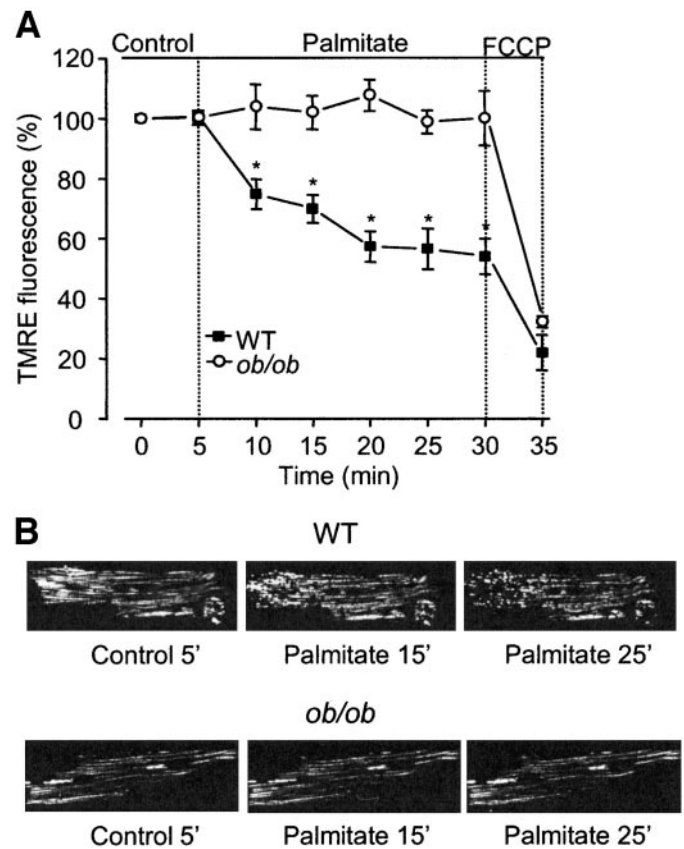 A
Control Palmitate FCCP
120
100
80
60
40
20
0
TMRE fluorescence (%)
* * * * *
WT
ob/ob
0 5 10 15 20 25 30 35
Time (min)
B
WT
Control 5' Palmitate 15' Palmitate 25'
ob/ob
Control 5' Palmitate 15' Palmitate 25'